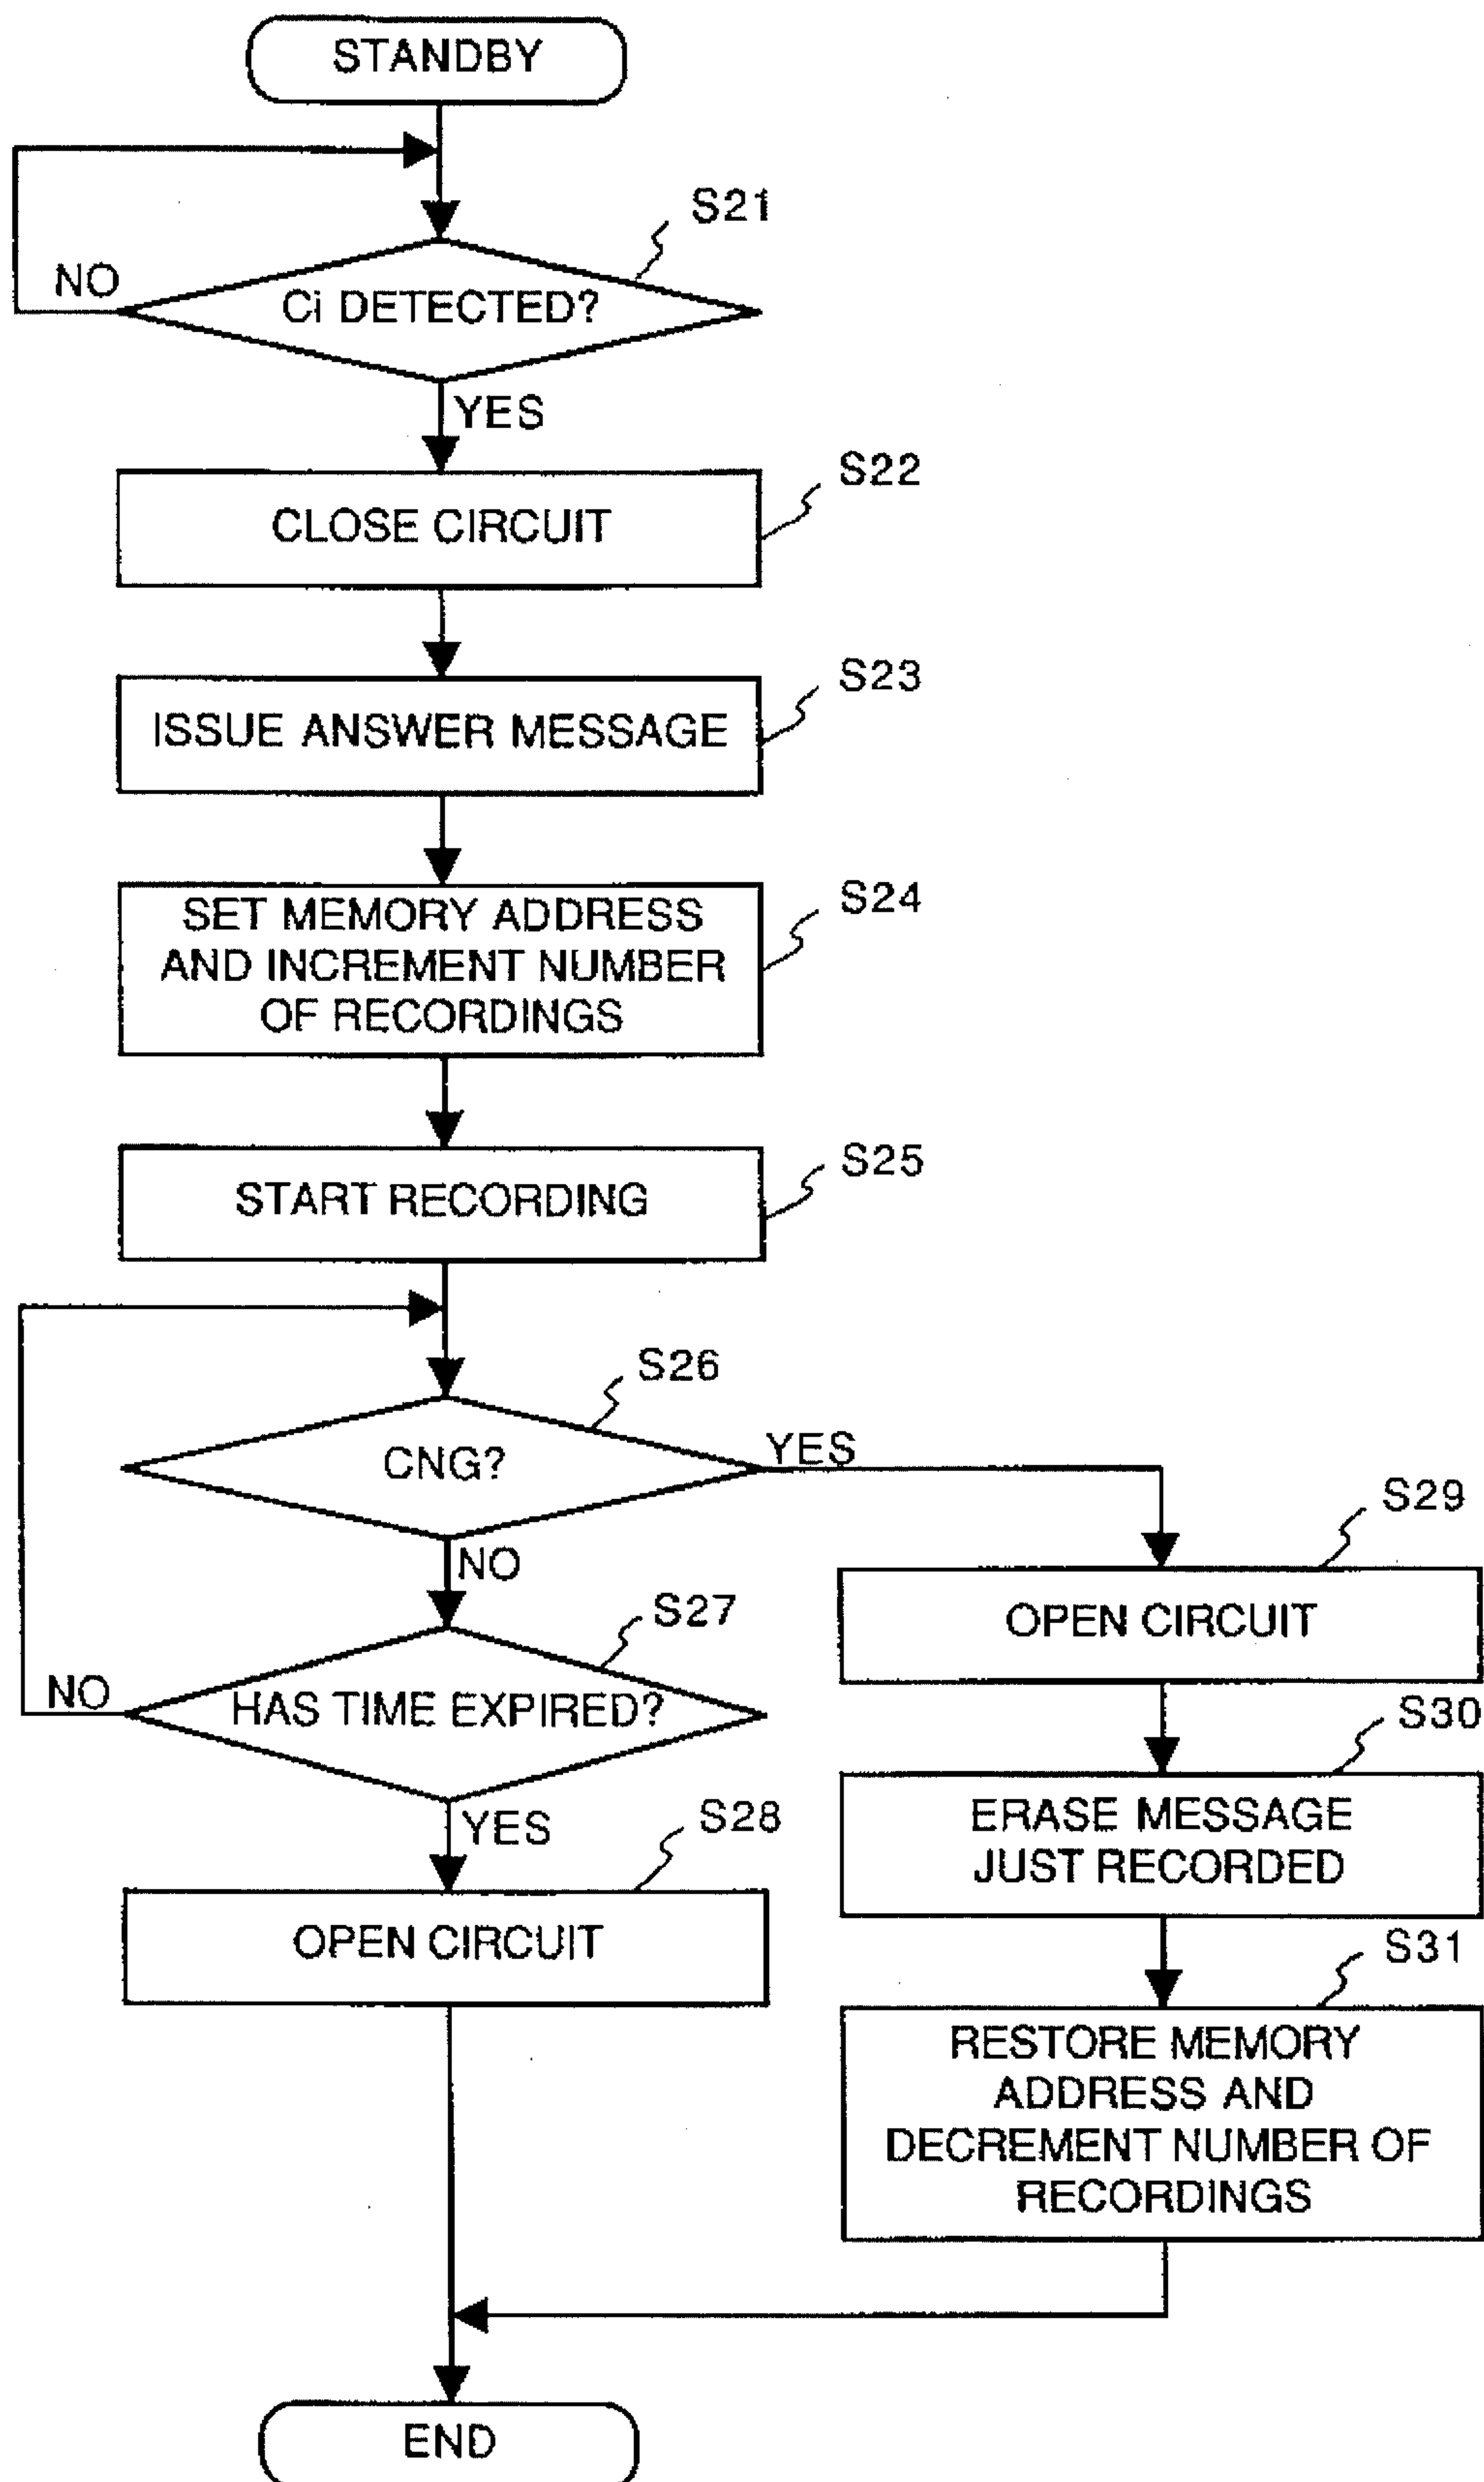 STANDBY
S21
NO
Ci DETECTED?
YES
S22
CLOSE CIRCUIT
S23
ISSUE ANSWER MESSAGE
S24
SET MEMORY ADDRESS
AND INCREMENT NUMBER
OF RECORDINGS
S25
START RECORDING
S26
CNG?
YES
NO
S27
HAS TIME EXPIRED?
NO
YES
S28
OPEN CIRCUIT
S29
OPEN CIRCUIT
S30
ERASE MESSAGE
JUST RECORDED
S31
RESTORE MEMORY
ADDRESS AND
DECREMENT NUMBER OF
RECORDINGS
END